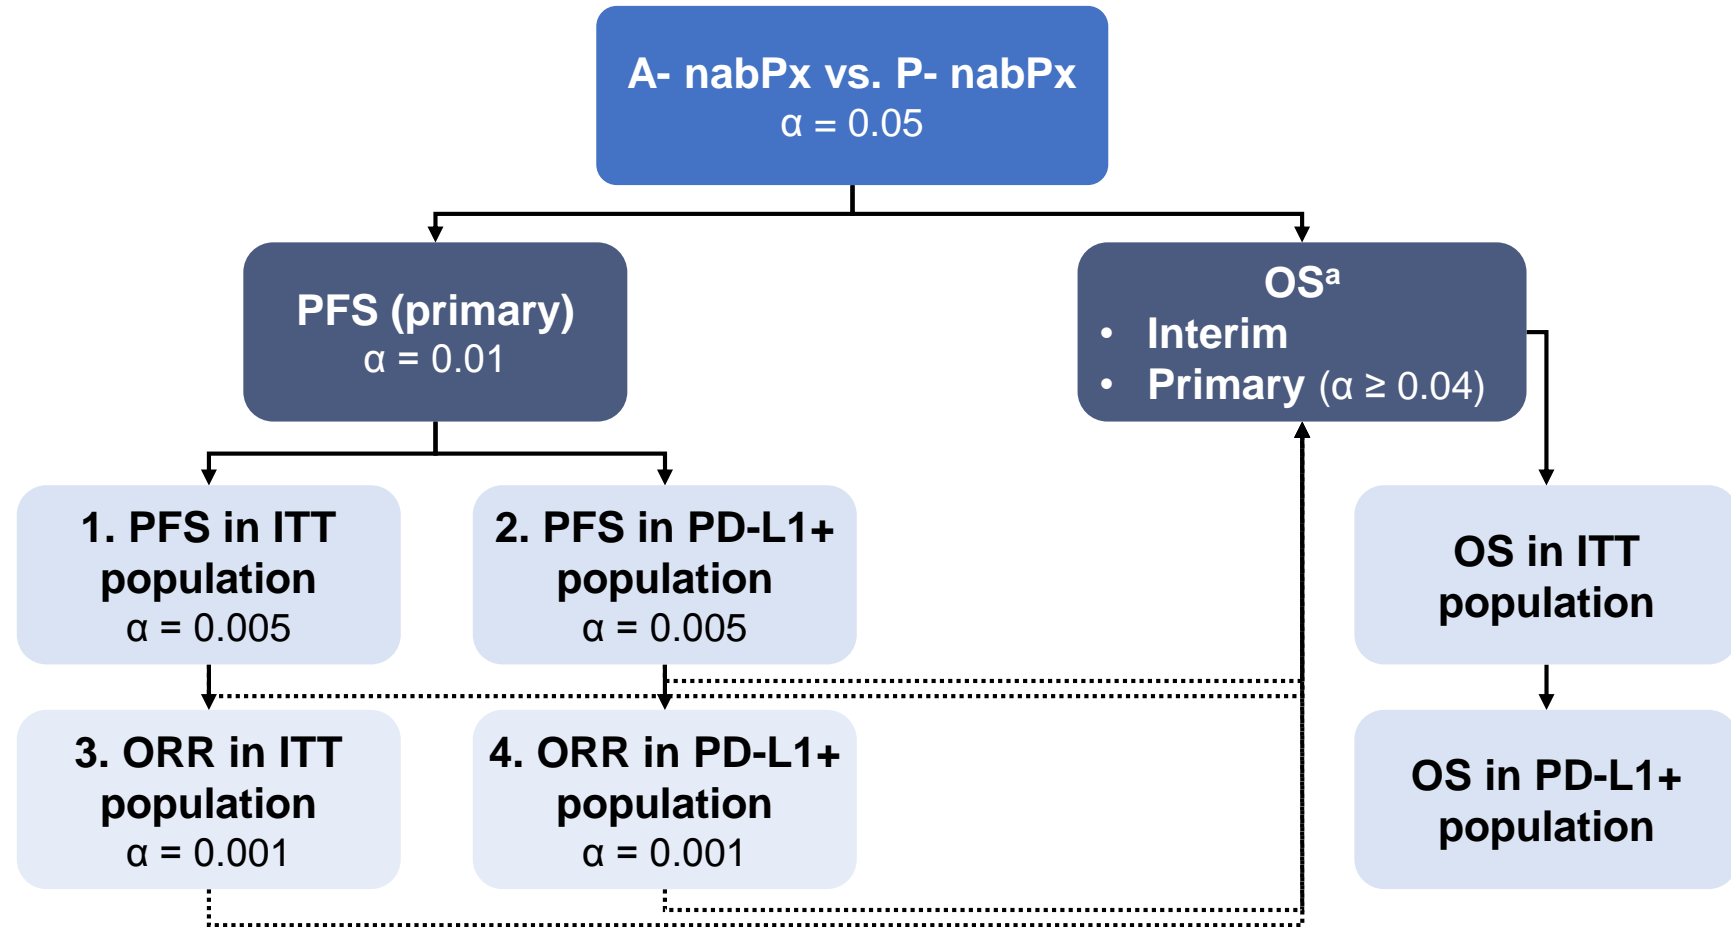 A- nabPx vs. P- nabPx
α = 0.05
PFS (primary)
α = 0.01
OSᵃ
• Interim
• Primary (α ≥ 0.04)
1. PFS in ITT
population
α = 0.005
2. PFS in PD-L1+
population
α = 0.005
OS in ITT
population
3. ORR in ITT
population
α = 0.001
4. ORR in PD-L1+
population
α = 0.001
OS in PD-L1+
population